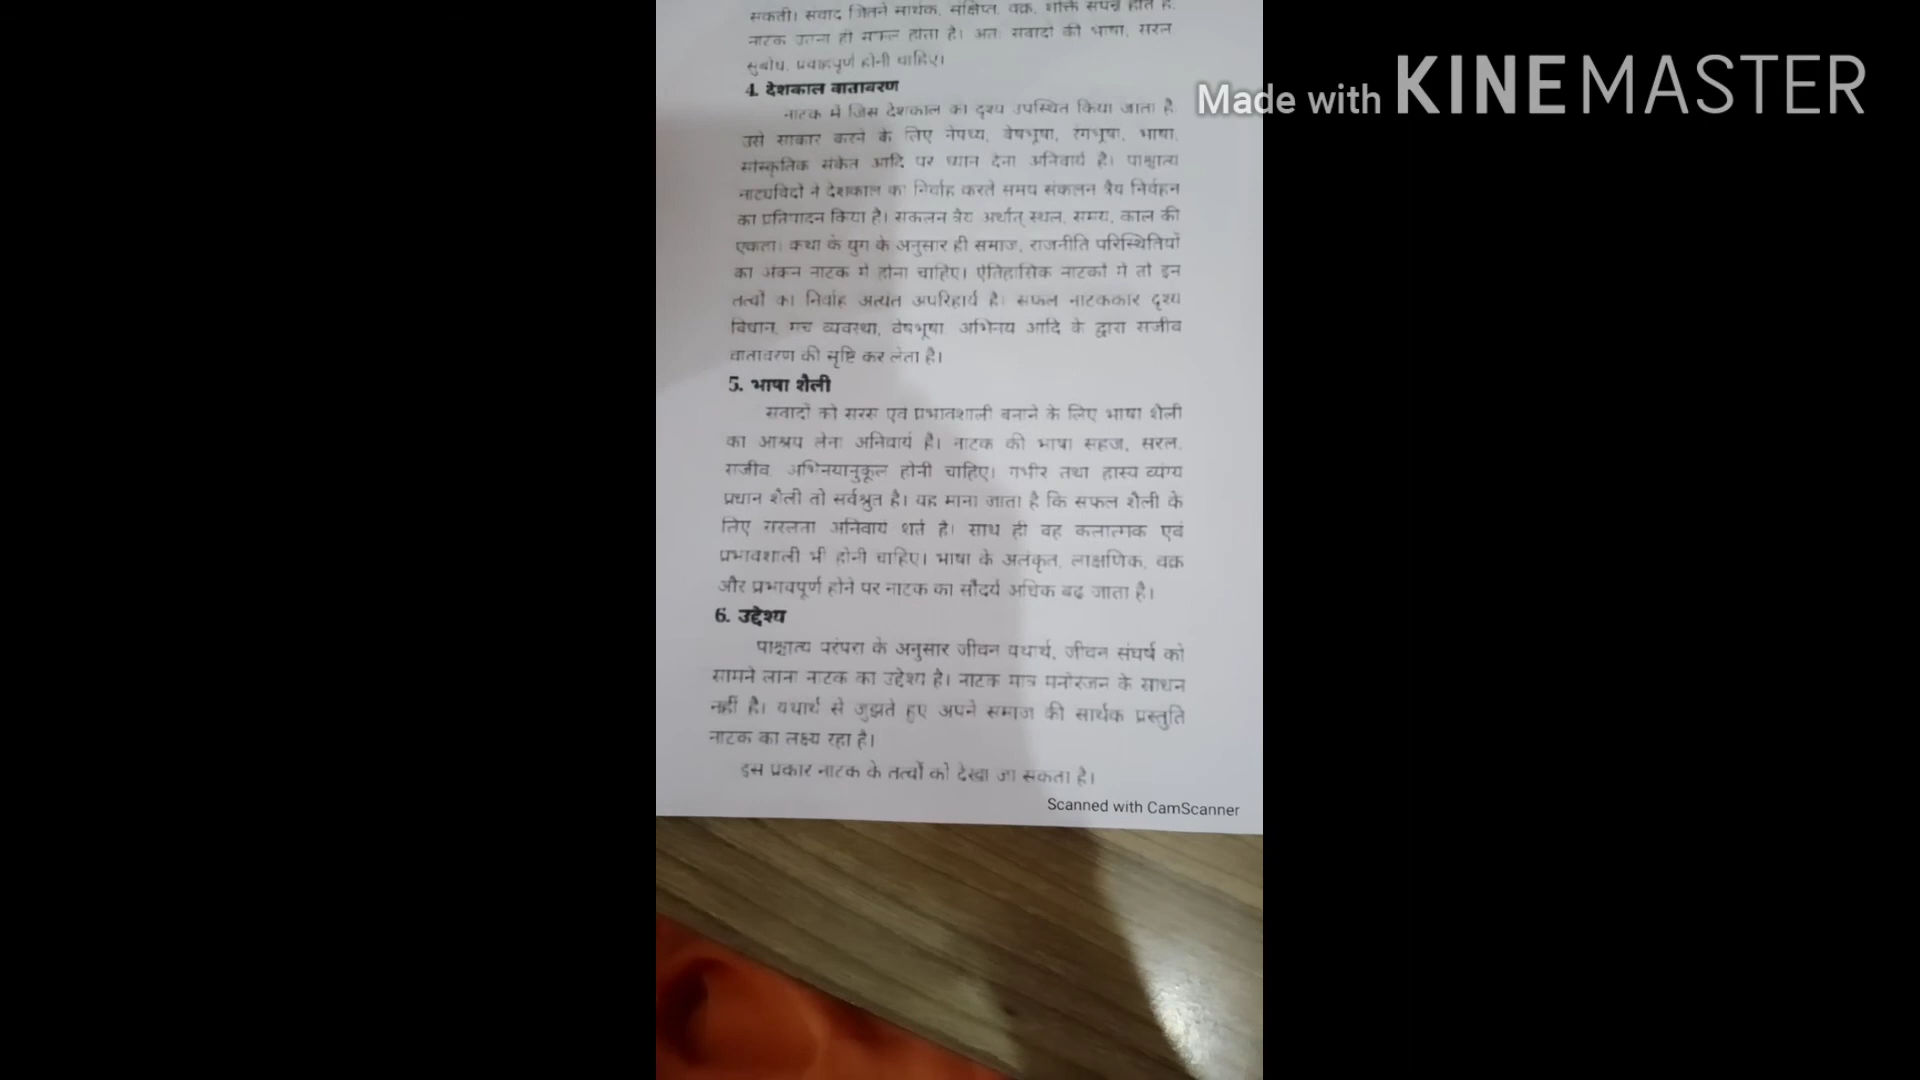 सकती। संवाद जितने सार्थक, संक्षिप्त, वक्र, शक्ति संपन्न होते है,
नाटक उतना ही सफल होता है। अतः संवादों की भाषा, सरल
सुबोध, प्रवाहपूर्ण होनी चाहिए।
4. देशकाल वातावरण
नाटक में जिस देशकाल का दृश्य उपस्थित किया जाता है,
उसे साकार करने के लिए नेपथ्य, वेषभूषा, रंगभूषा, भाषा,
सांस्कृतिक संकेत आदि पर ध्यान देना अनिवार्य है। पाश्चात्य
नाट्यविदों ने देशकाल का निर्वाह करते समय संकलन त्रैय निर्वहन
का प्रतिपादन किया है। संकलन त्रैय अर्थात् स्थल, समय, काल की
एकता। कथा के युग के अनुसार ही समाज, राजनीति परिस्थितियों
का अंकन नाटक में होना चाहिए। ऐतिहासिक नाटकों में तो इन
तत्वों का निर्वाह अत्यंत अपरिहार्य है। सफल नाटककार दृश्य
विधान, मंच व्यवस्था, वेषभूषा अभिनय आदि के द्वारा सजीव
वातावरण की सृष्टि कर लेता है।
5. भाषा शैली
संवादों को सरस एवं प्रभावशाली बनाने के लिए भाषा शैली
का आश्रय लेना अनिवार्य है। नाटक की भाषा सहज, सरल,
सजीव, अभिनयानुकूल होनी चाहिए। गंभीर तथा हास्य व्यंग्य
प्रधान शैली तो सर्वश्रुत है। यह माना जाता है कि सफल शैली के
लिए सरलता अनिवार्य शर्त है। साथ ही वह कलात्मक एवं
प्रभावशाली भी होनी चाहिए। भाषा के अलंकृत, लाक्षणिक, वक्र
और प्रभावपूर्ण होने पर नाटक का सौंदर्य अधिक बढ़ जाता है।
6. उद्देश्य
पाश्चात्य परंपरा के अनुसार जीवन यथार्थ, जीवन संघर्ष को
सामने लाना नाटक का उद्देश्य है। नाटक मात्र मनोरंजन के साधन
नहीं है। यथार्थ से जुझते हुए अपने समाज की सार्थक प्रस्तुति
नाटक का लक्ष्य रहा है।
इस प्रकार नाटक के तत्वों को देखा जा सकता है।
Scanned with CamScanner
Made with KINEMASTER